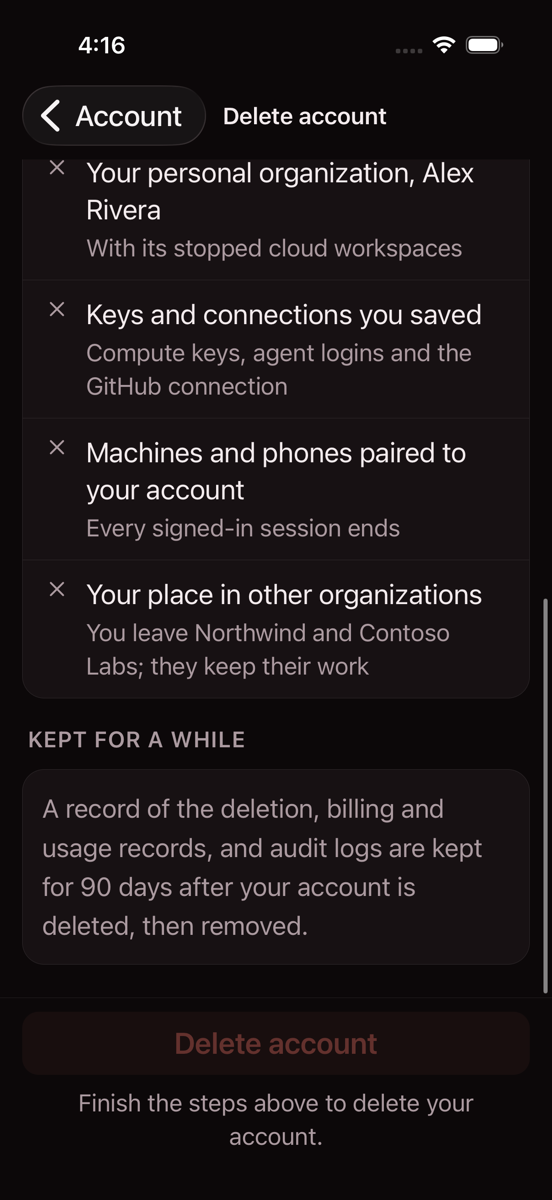 4:16
Account
Delete account
Your personal organization, Alex
Rivera
With its stopped cloud workspaces
Keys and connections you saved
Compute keys, agent logins and the
GitHub connection
Machines and phones paired to
your account
Every signed-in session ends
Your place in other organizations
You leave Northwind and Contoso
Labs; they keep their work
KEPT FOR A WHILE
A record of the deletion, billing and
usage records, and audit logs are kept
for 90 days after your account is
deleted, then removed.
Delete account
Finish the steps above to delete your
account.